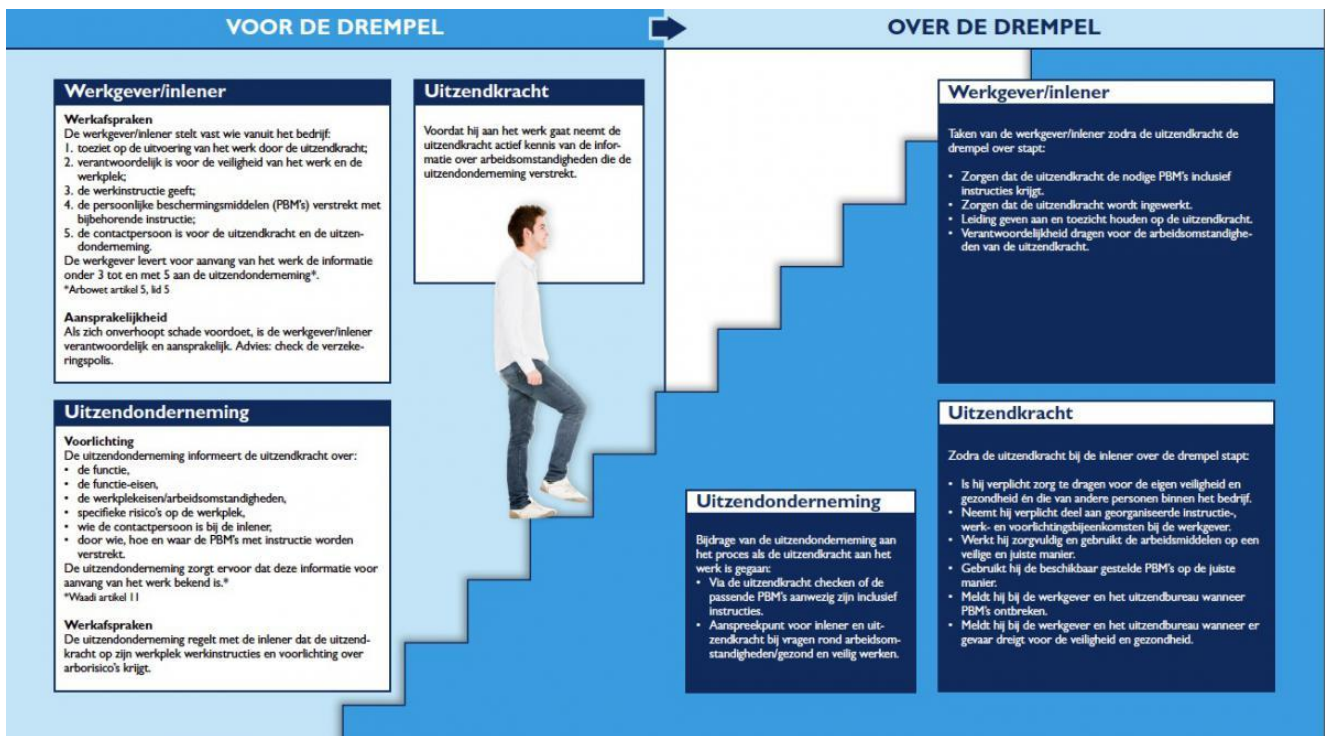 VOOR DE DREMPEL
OVER DE DREMPEL
Werkgever/inlener
Werkafspraken
De werkgever/inlener stelt vast wie vanuit het bedrijf:
1. toeziet op de uitvoering van het werk door de uitzendkracht;
2. verantwoordelijk is voor de veiligheid van het werk en de
werkplek;
3. de werkinstructie geeft;
4. de persoonlijke beschermingsmiddelen (PBM's) verstrekt met
bijbehorende instructie;
5. de contactpersoon is voor de uitzendkracht en de uitzen-
donderneming.
De werkgever levert voor aanvang van het werk de informatie
onder 3 tot en met 5 aan de uitzendonderneming*.
*Arbowet artikel 5, lid 5
Aansprakelijkheid
Als zich onverhoopt schade voordoet, is de werkgever/inlener
verantwoordelijk en aansprakelijk. Advies: check de verzeke-
ringspolis.
Uitzendonderneming
Voorlichting
De uitzendonderneming informeert de uitzendkracht over:
• de functie,
• de functie-eisen,
• de werkplekeisen/arbeidsomstandigheden,
• specifieke risico's op de werkplek,
• wie de contactpersoon is bij de inlener,
• door wie, hoe en waar de PBM's met instructie worden
verstrekt.
De uitzendonderneming zorgt ervoor dat deze informatie voor
aanvang van het werk bekend is.*
*Waadi artikel 11
Werkafspraken
De uitzendonderneming regelt met de inlener dat de uitzend-
kracht op zijn werkplek werkinstructies en voorlichting over
arborisico's krijgt.
Uitzendkracht
Voordat hij aan het werk gaat neemt de
uitzendkracht actief kennis van de infor-
matie over arbeidsomstandigheden die de
uitzendonderneming verstrekt.
Uitzendonderneming
Bijdrage van de uitzendonderneming aan
het proces als de uitzendkracht aan het
werk is gegaan:
• Via de uitzendkracht checken of de
passende PBM's aanwezig zijn inclusief
instructies.
• Aanspreekpunt voor inlener en uit-
zendkracht bij vragen rond arbeidsom-
standigheden/gezond en veilig werken.
Werkgever/inlener
Taken van de werkgever/inlener zodra de uitzendkracht de
drempel over stapt:
• Zorgen dat de uitzendkracht de nodige PBM's inclusief
instructies krijgt.
• Zorgen dat de uitzendkracht wordt ingewerkt.
• Leiding geven aan en toezicht houden op de uitzendkracht.
• Verantwoordelijkheid dragen voor de arbeidsomstandighe-
den van de uitzendkracht.
Uitzendkracht
Zodra de uitzendkracht bij de inlener over de drempel stapt:
• Is hij verplicht zorg te dragen voor de eigen veiligheid en
gezondheid én die van andere personen binnen het bedrijf.
• Neemt hij verplicht deel aan georganiseerde instructie-,
werk- en voorlichtingsbijeenkomsten bij de werkgever.
• Werkt hij zorgvuldig en gebruikt de arbeidsmiddelen op een
veilige en juiste manier.
• Gebruikt hij de beschikbaar gestelde PBM's op de juiste
manier.
• Meldt hij bij de werkgever en het uitzendbureau wanneer
PBM's ontbreken.
• Meldt hij bij de werkgever en het uitzendbureau wanneer er
gevaar dreigt voor de veiligheid en gezondheid.